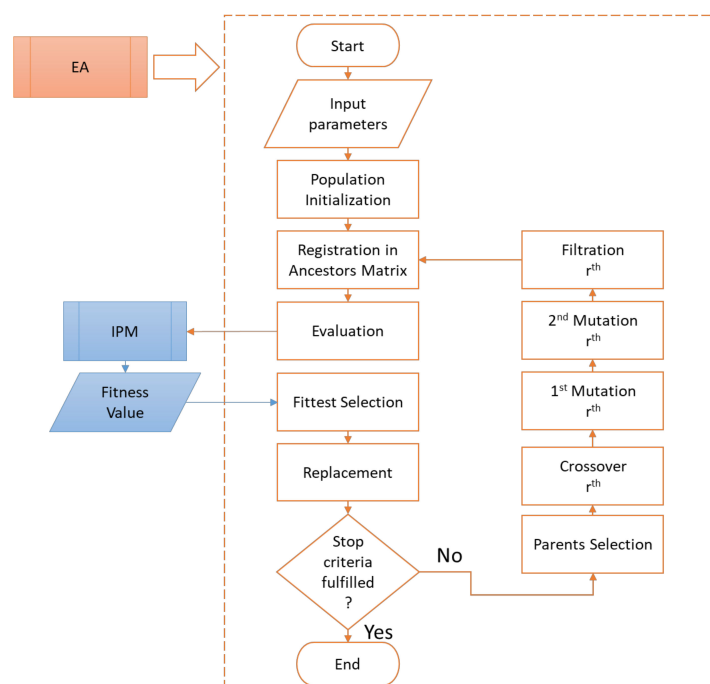 EA
Start
Input
parameters
Population
Initialization
Registration in
Ancestors Matrix
Evaluation
IPM
Fitness
Value
Fittest Selection
Replacement
Stop
criteria
fulfilled
?
No
Yes
End
Parents Selection
Crossover
rth
1st Mutation
rth
2nd Mutation
rth
Filtration
rth